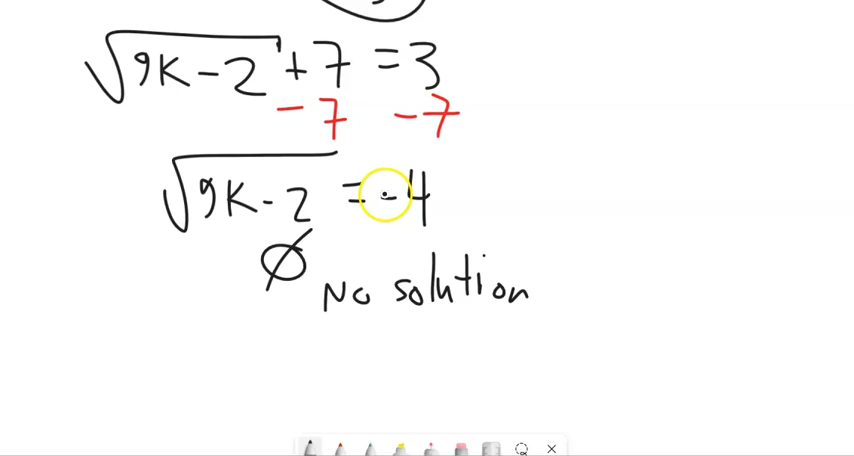 √9K-2 +7 = 3
-7 -7
√9K-2 = -4
Ø No solution